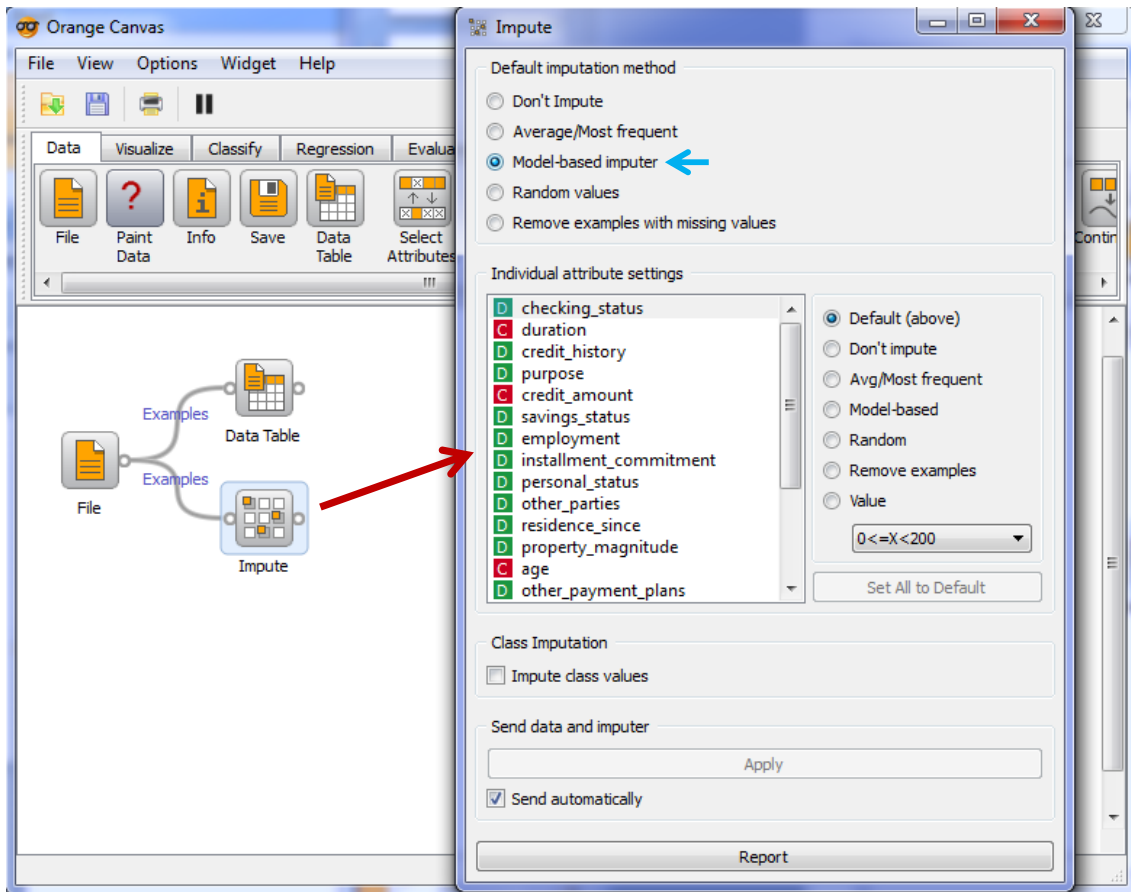 Orange Canvas
File View Options Widget Help
Data Visualize Classify Regression Evalua
File Paint Data Info Save Data Table Select Attributes
Contin
Examples
Data Table
Examples
File
Impute
Impute
Default imputation method
Don't Impute
Average/Most frequent
Model-based imputer
Random values
Remove examples with missing values
Individual attribute settings
D checking_status
C duration
D credit_history
D purpose
C credit_amount
D savings_status
D employment
D installment_commitment
D personal_status
D other_parties
D residence_since
D property_magnitude
C age
D other_payment_plans
Default (above)
Don't impute
Avg/Most frequent
Model-based
Random
Remove examples
Value
0<=X<200
Set All to Default
Class Imputation
Impute class values
Send data and imputer
Apply
Send automatically
Report